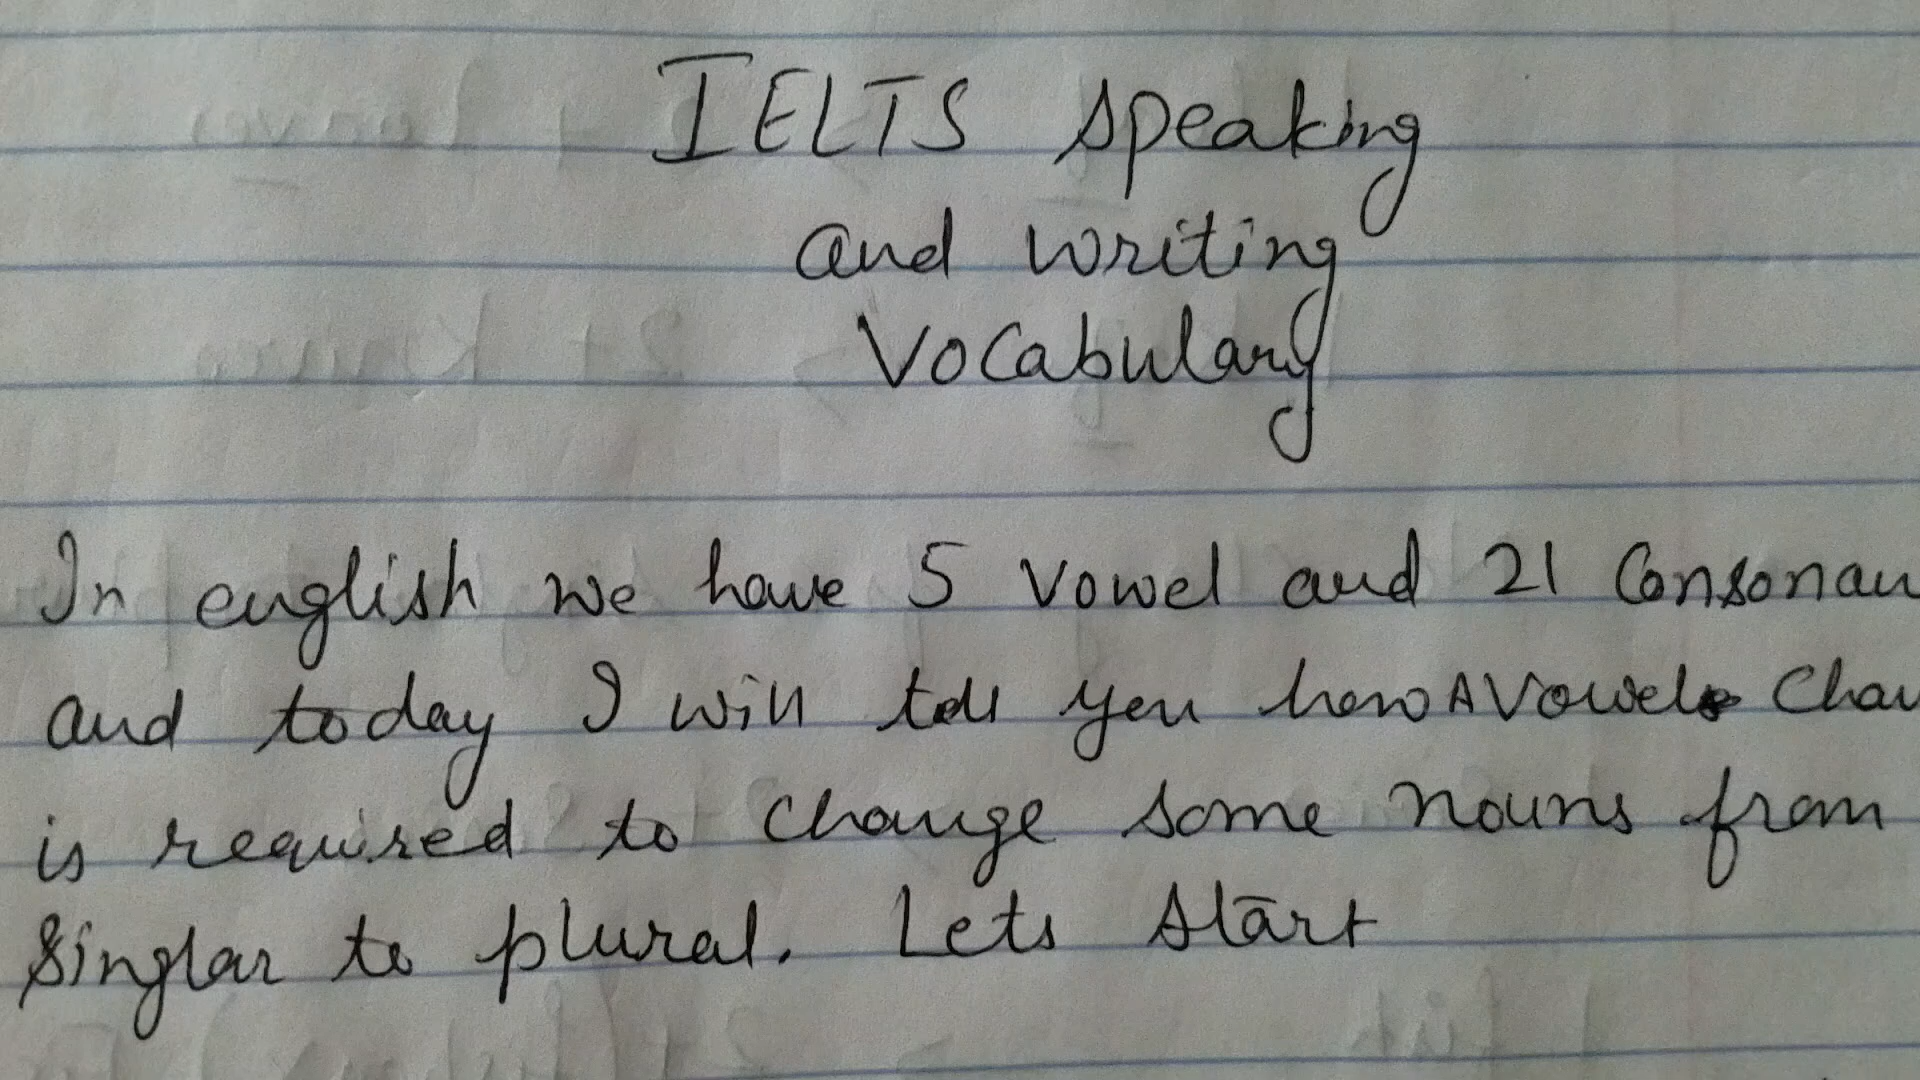 IELTS speaking
and writing
Vocabulary
In english we have 5 Vowel and 21 Consonan
and today I will tell you how A Vowel Chan
is required to change some nouns from
Singlar to plural. Lets start